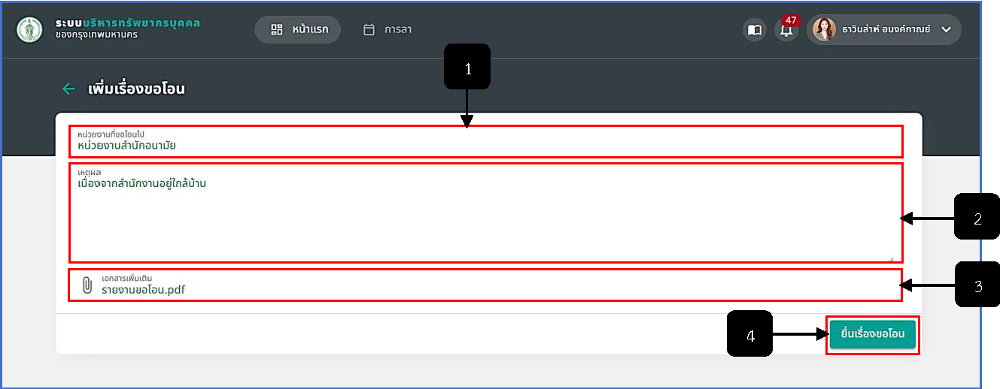 ระบบบริหารทรัพยากรบุคคล
ของกรุงเทพมหานคร
หน้าแรก
การลา
47
ธาวินล่าห์ อนงค์กาณย์
1
เพิ่มเรื่องขอโอน
หน่วยงานที่ขอโอนไป
หน่วยงานสำนักอนามัย
เหตุผล
เนื่องจากสำนักงานอยู่ใกล้บ้าน
2
เอกสารเพิ่มเติม
รายงานขอโอน.pdf
3
4
ยื่นเรื่องขอโอน